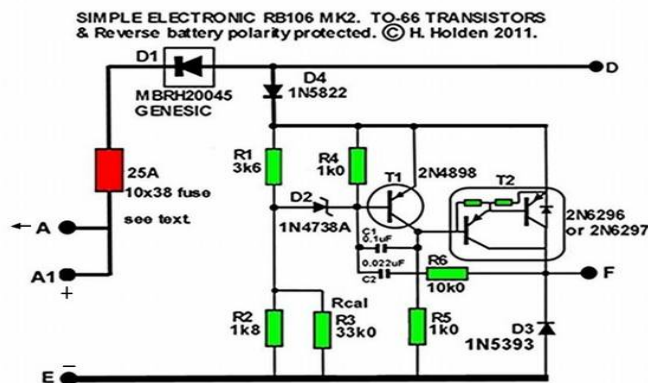 SIMPLE ELECTRONIC RB106 MK2. TO-66 TRANSISTORS
& Reverse battery polarity protected. © H. Holden 2011.
D1
MBRH20045
GENESIC
D4
1N5822
D
25A
10x38 fuse
see text.
R1
3k6
R4
1k0
T1
2N4898
T2
D2
1N4738A
2N6296
or 2N6297
A
A1
+
C1
0.1uF
0.022uF
C2
R6
10k0
F
R2
1k8
Rcal
R3
33k0
R5
1k0
D3
1N5393
E
−